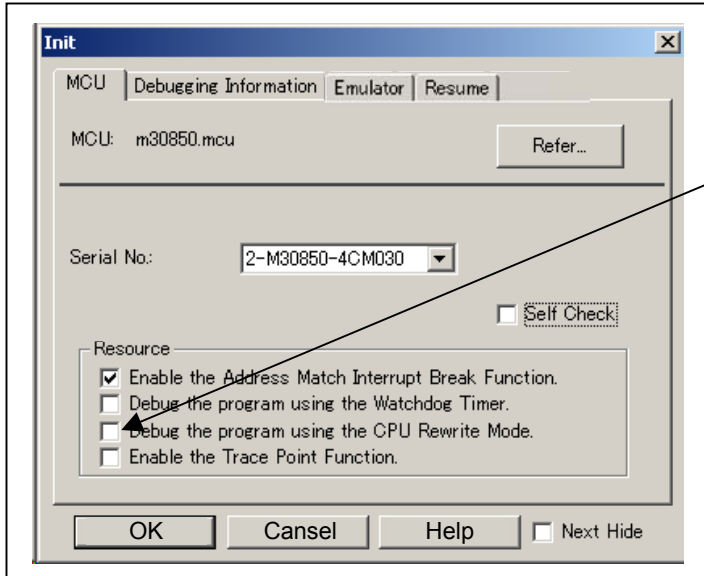 Init
MCU Debugging Information Emulator Resume
MCU: m30850.mcu Refer...
Serial No.: 2-M30850-4CM030
Self Check
Resource
Enable the Address Match Interrupt Break Function.
Debug the program using the Watchdog Timer.
Debug the program using the CPU Rewrite Mode.
Enable the Trace Point Function.
OK Cansel Help Next Hide